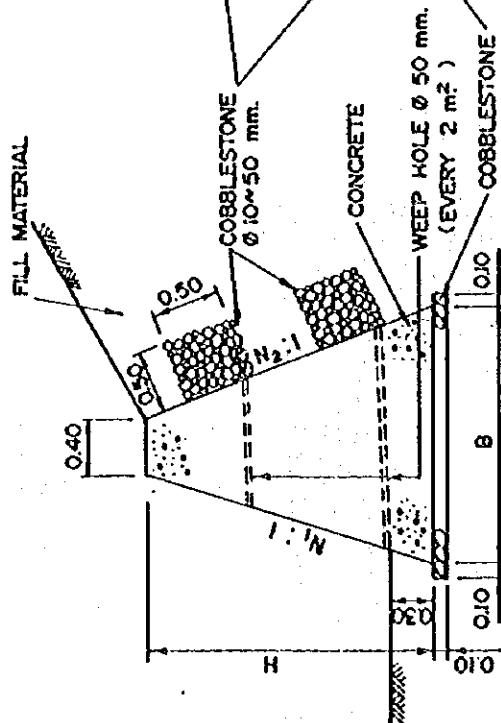 FILL MATERIAL
0.40
0.50
0.50
COBBLESTONE
Ø 10~50 mm.
N₁ : 1
N₂ : 1
CONCRETE
WEEP HOLE Ø 50 mm.
(EVERY 2 m²)
COBBLESTONE
H
0.30
0.10
0.10
B
0.10